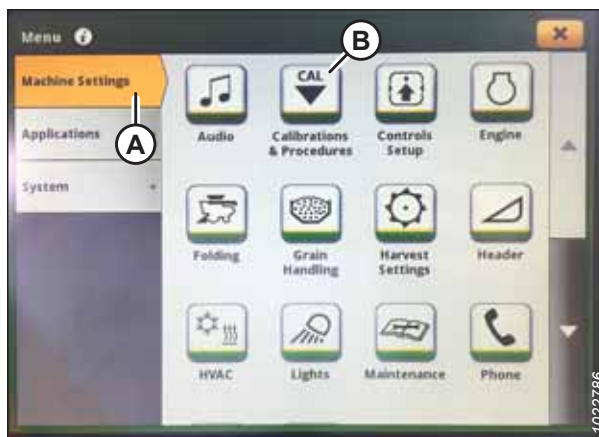 Menu i
B
Machine Settings
A
Applications
System
CAL
Audio
Calibrations
& Procedures
Controls
Setup
Engine
Folding
Grain
Handling
Harvest
Settings
Header
HVAC
Lights
Maintenance
Phone
1022786